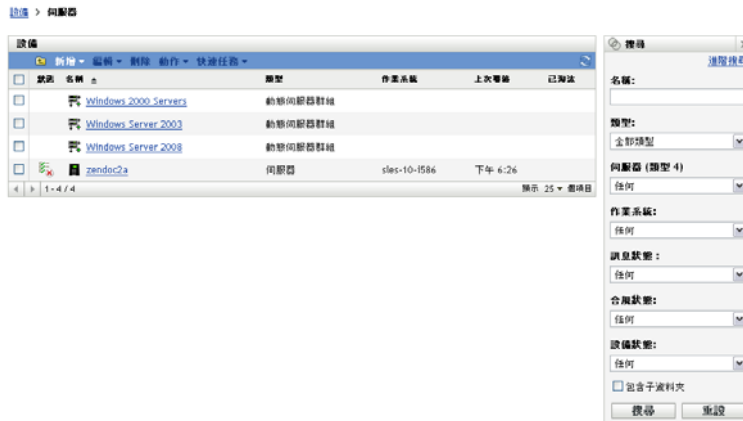 設備 > 伺服器
設備
新增 編輯 刪除 動作 快速任務
狀態 名稱 類型 作業系統 上次聯絡 已淘汰
Windows 2000 Servers 動態伺服器群組
Windows Server 2003 動態伺服器群組
Windows Server 2008 動態伺服器群組
zendoc2a 伺服器 sles-10-i586 下午 6:26
1 - 4 / 4 顯示 25 個項目
搜尋
進階搜尋
名稱:
類型:
全部類型
伺服器 (類型 4)
任何
作業系統:
任何
訊息狀態:
任何
合規狀態:
任何
設備狀態:
任何
包含子資料夾
搜尋 重設